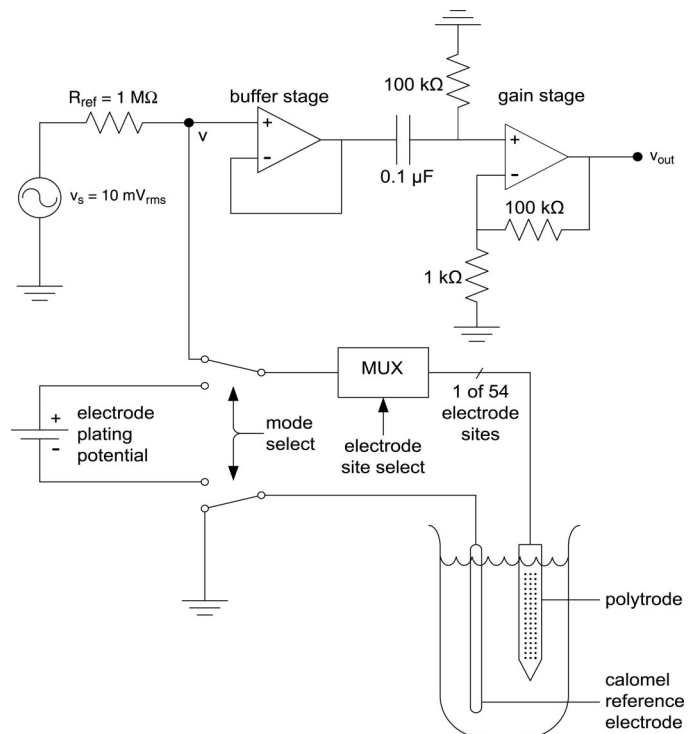 R_ref = 1 MΩ
buffer stage
100 kΩ
gain stage
+
-
v
+
-
0.1 µF
v_out
v_s = 10 mV_rms
100 kΩ
1 kΩ
MUX
1 of 54
electrode
sites
+
-
electrode
plating
potential
mode
select
electrode
site select
polytrode
calomel
reference
electrode